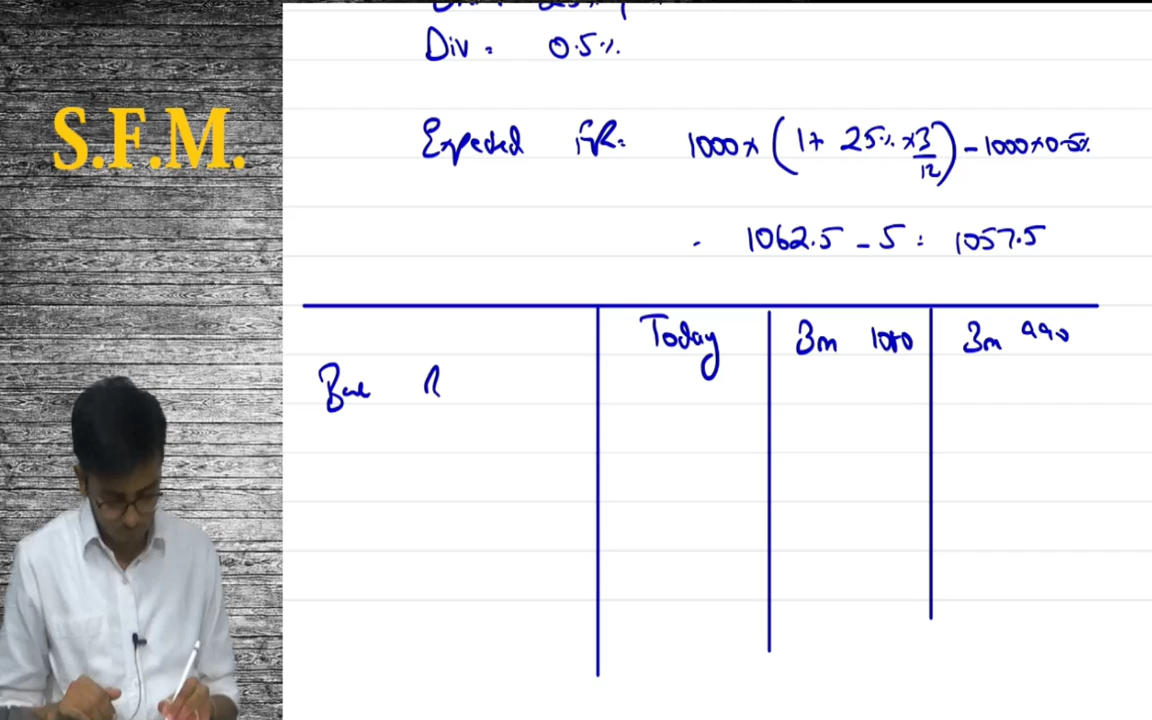 S.F.M.
Div = 0.5%
Expected FR = 1000 x (1 + 25% x 3/12) - 1000 x 0.5%
= 1062.5 - 5 = 1057.5
Today 3m 3m 990